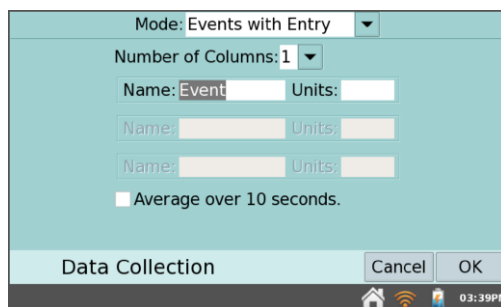 Mode: Events with Entry
Number of Columns: 1
Name: Event Units:
Name: Units:
Name: Units:
Average over 10 seconds.
Data Collection Cancel OK
03:39PM